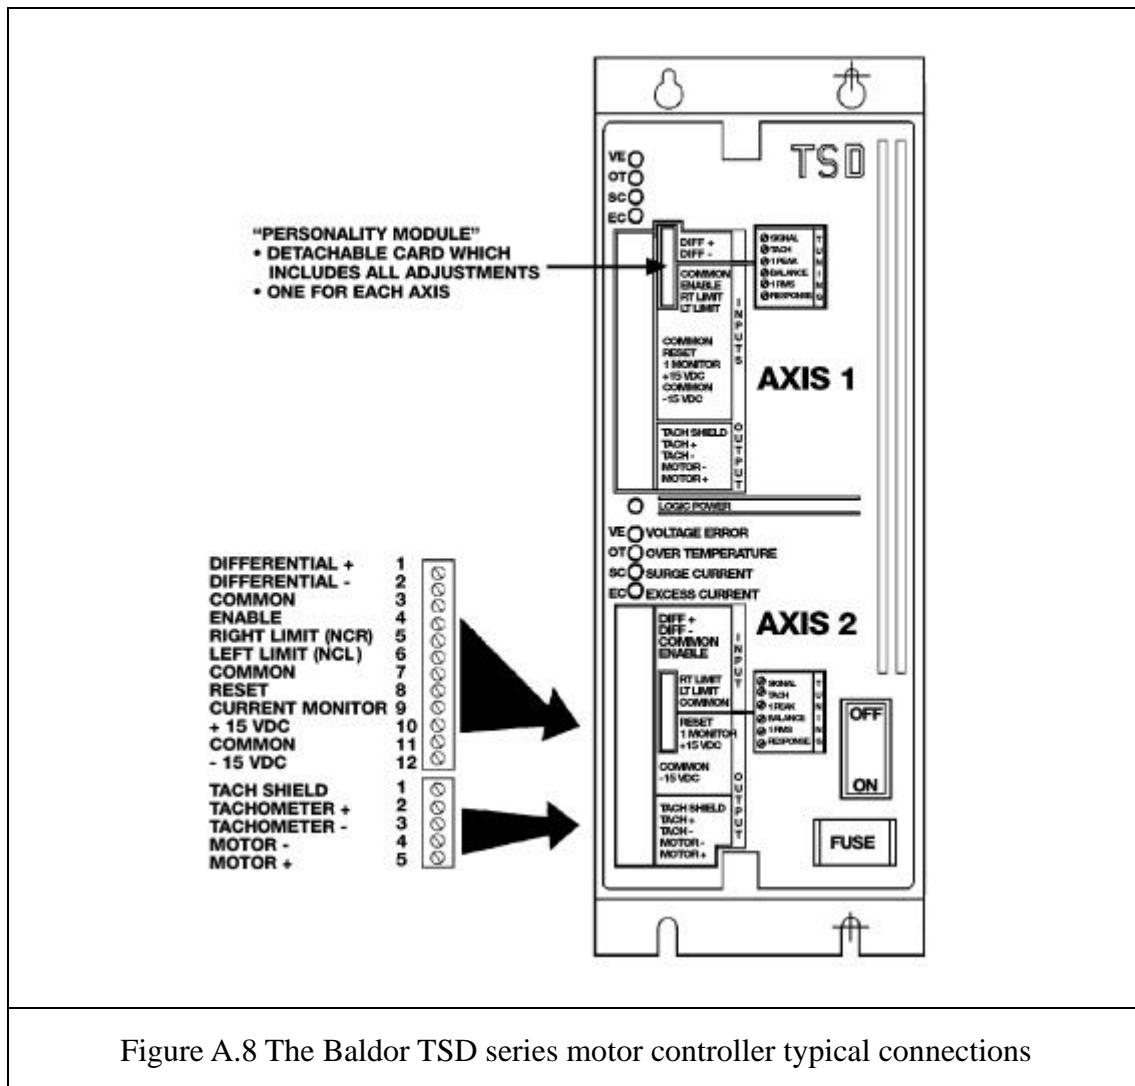 TSD
VE
OT
SC
EC
"PERSONALITY MODULE"
• DETACHABLE CARD WHICH
INCLUDES ALL ADJUSTMENTS
• ONE FOR EACH AXIS
DIFF +
DIFF -
COMMON
ENABLE
RT LIMIT
LT LIMIT
COMMON
RESET
1 MONITOR
+15 VDC
COMMON
-15 VDC
INPUTS
SIGNAL
TACH
1 PEAK
BALANCE
1 RMS
RESPONSE
TUNING
AXIS 1
TACH SHIELD
TACH +
TACH -
MOTOR -
MOTOR +
OUTPUT
LOGIC POWER
VE VOLTAGE ERROR
OT OVER TEMPERATURE
SC SURGE CURRENT
EC EXCESS CURRENT
DIFFERENTIAL + 1
DIFFERENTIAL - 2
COMMON 3
ENABLE 4
RIGHT LIMIT (NCR) 5
LEFT LIMIT (NCL) 6
COMMON 7
RESET 8
CURRENT MONITOR 9
+ 15 VDC 10
COMMON 11
- 15 VDC 12
TACH SHIELD 1
TACHOMETER + 2
TACHOMETER - 3
MOTOR - 4
MOTOR + 5
AXIS 2
DIFF +
DIFF -
COMMON
ENABLE
RT LIMIT
LT LIMIT
COMMON
RESET
1 MONITOR
+15 VDC
COMMON
-15 VDC
INPUT
SIGNAL
TACH
1 PEAK
BALANCE
1 RMS
RESPONSE
TUNING
TACH SHIELD
TACH +
TACH -
MOTOR -
MOTOR +
OUTPUT
OFF
ON
FUSE
Figure A.8 The Baldor TSD series motor controller typical connections